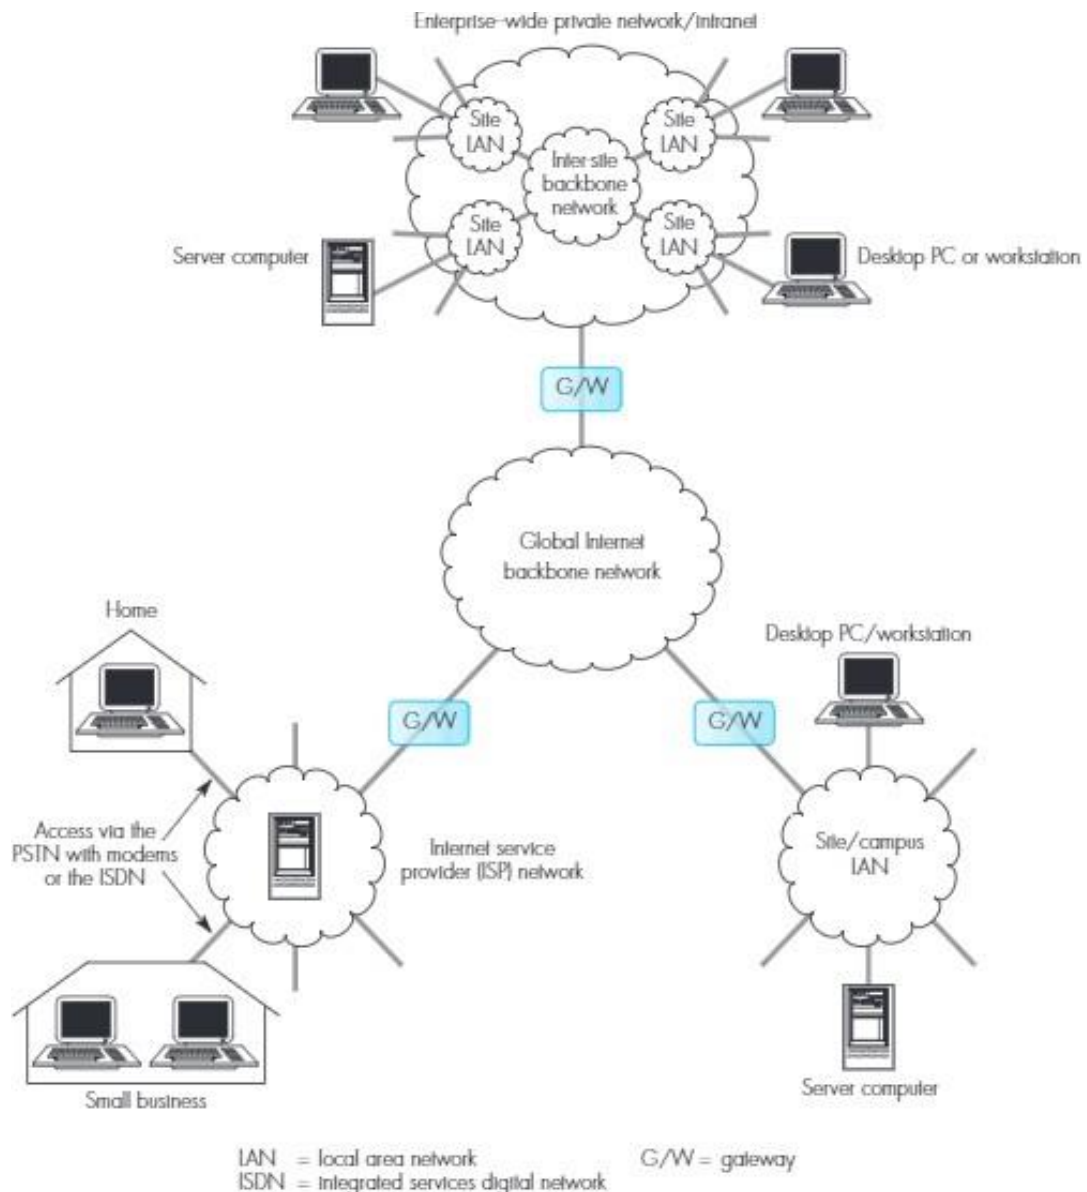 Enterprise-wide private network/intranet
Site
LAN
Site
LAN
Inter-site
backbone
network
Site
LAN
Site
LAN
Server computer
Desktop PC or workstation
G/W
Global Internet
backbone network
Home
Desktop PC/workstation
G/W
G/W
Access via the
PSTN with modems
or the ISDN
Internet service
provider (ISP) network
Site/campus
LAN
Small business
Server computer
LAN = local area network
G/W = gateway
ISDN = integrated services digital network